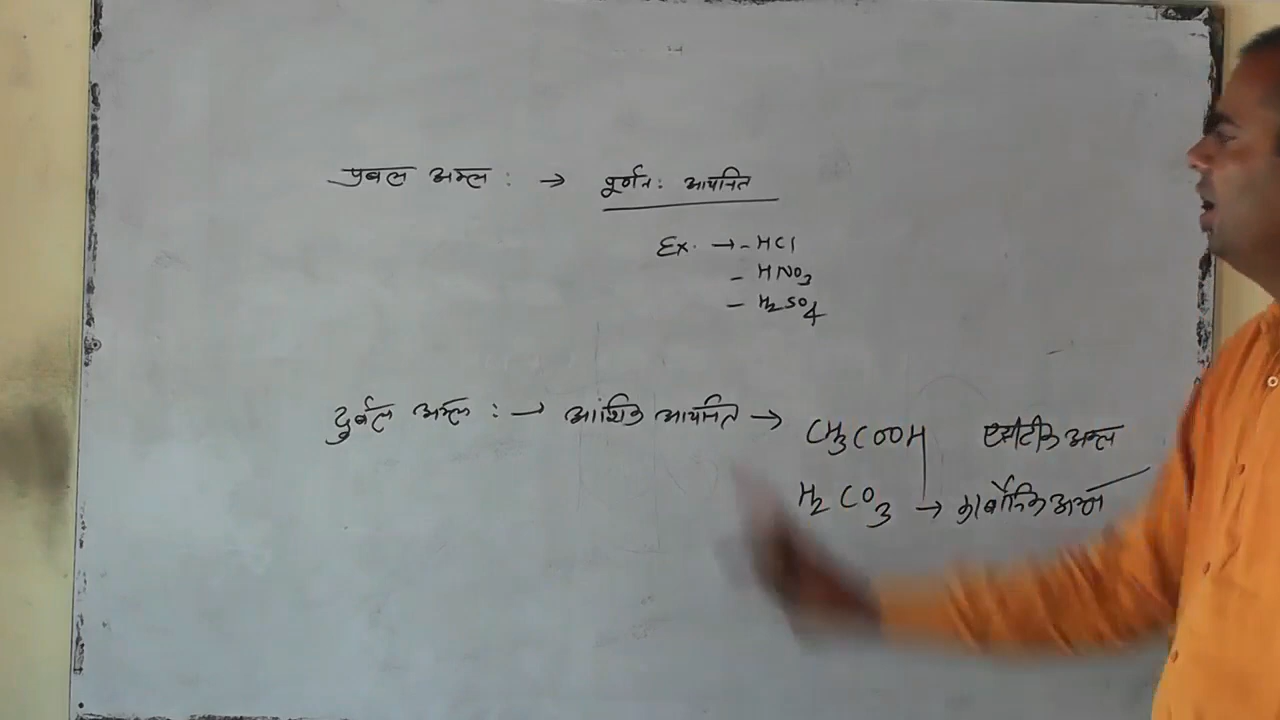 प्रबल अम्ल : → पूर्णत: आयनित
Ex. → - HCl
- HNO3
- H2SO4
दुर्बल अम्ल : → आंशिक आयनित → CH3COOH एसीटीक अम्ल
H2CO3 → कार्बोनिक अम्ल